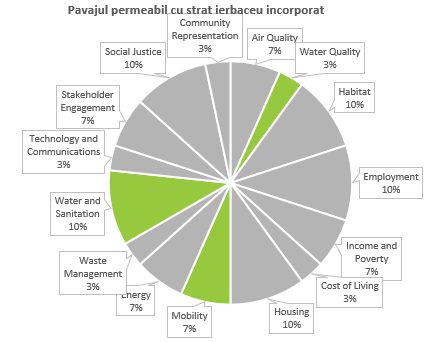 Pavajul permeabil cu strat ierbaceu incorporat
Community
Representation
3%
Air Quality
7%
Water Quality
3%
Habitat
10%
Employment
10%
Income and
Poverty
7%
Cost of Living
3%
Housing
10%
Mobility
7%
Energy
7%
Waste
Management
3%
Water and
Sanitation
10%
Technology and
Communications
3%
Stakeholder
Engagement
7%
Social Justice
10%